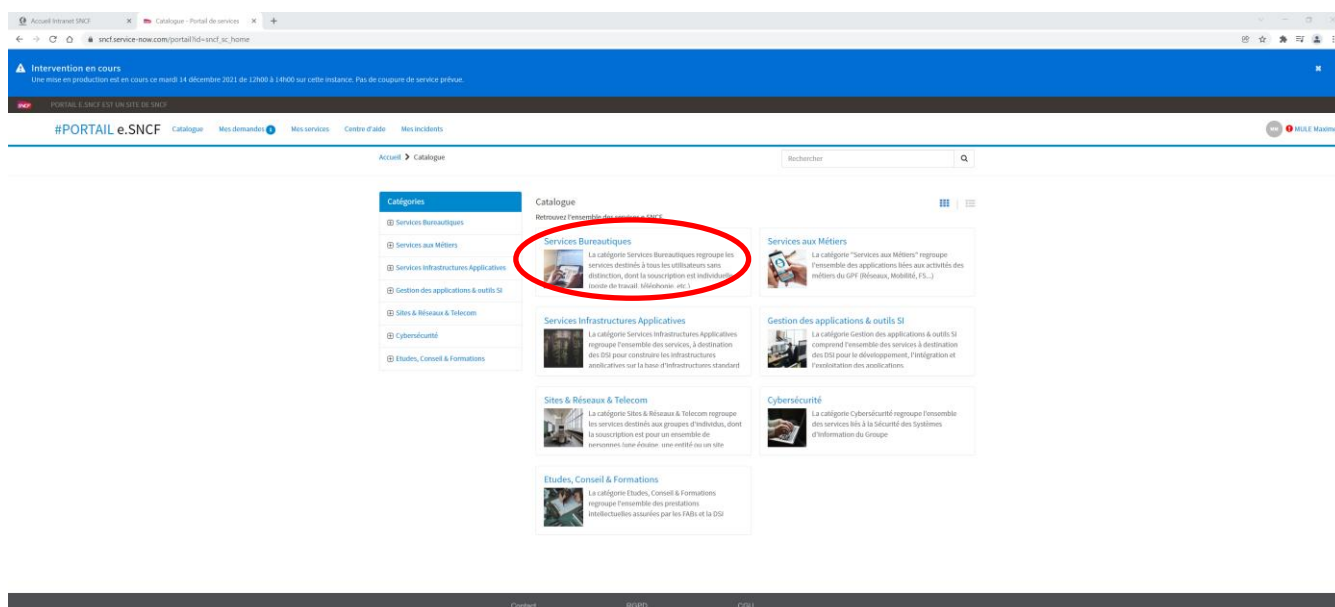 Accueil Intranet SNCF
Catalogue - Portail de services
sncf.service-now.com/portail?id=sncf_sc_home
Intervention en cours
Une mise en production est en cours ce mardi 14 décembre 2021 de 12h00 à 14h00 sur cette instance. Pas de coupure de service prévue.
SNCF PORTAIL E.SNCF EST UN SITE DE SNCF
#PORTAIL e.SNCF Catalogue Mes demandes Mes services Centre d'aide Mes incidents MULE Maxime
Accueil Catalogue Rechercher
Catégories
Services Bureautiques
Services aux Métiers
Services Infrastructures Applicatives
Gestion des applications & outils SI
Sites & Réseaux & Telecom
Cybersécurité
Etudes, Conseil & Formations
Catalogue
Retrouvez l'ensemble des services e.SNCF
Services Bureautiques
La catégorie Services Bureautiques regroupe les
services destinés à tous les utilisateurs sans
distinction, dont la souscription est individuelle
(poste de travail, téléphonie, etc.)
Services aux Métiers
La catégorie "Services aux Métiers" regroupe
l'ensemble des applications liées aux activités des
métiers du GPF (Réseaux, Mobilité, FS...)
Services Infrastructures Applicatives
La catégorie Services Infrastructures Applicatives
regroupe l'ensemble des services, à destination
des DSI pour construire les infrastructures
applicatives sur la base d'infrastructures standard
Gestion des applications & outils SI
La catégorie Gestion des applications & outils SI
comprend l'ensemble des services à destination
des DSI pour le développement, l'intégration et
l'exploitation des applications
Sites & Réseaux & Telecom
La catégorie Sites & Réseaux & Telecom regroupe
les services destinés aux groupes d'individus, dont
la souscription est pour un ensemble de
personnes (une équipe, une entité ou un site
Cybersécurité
La catégorie Cybersécurité regroupe l'ensemble
des services liés à la Sécurité des Systèmes
d'Information du Groupe
Etudes, Conseil & Formations
La catégorie Etudes, Conseil & Formations
regroupe l'ensemble des prestations
intellectuelles assurées par les FABs et la DSI
Contact RGPD CGU